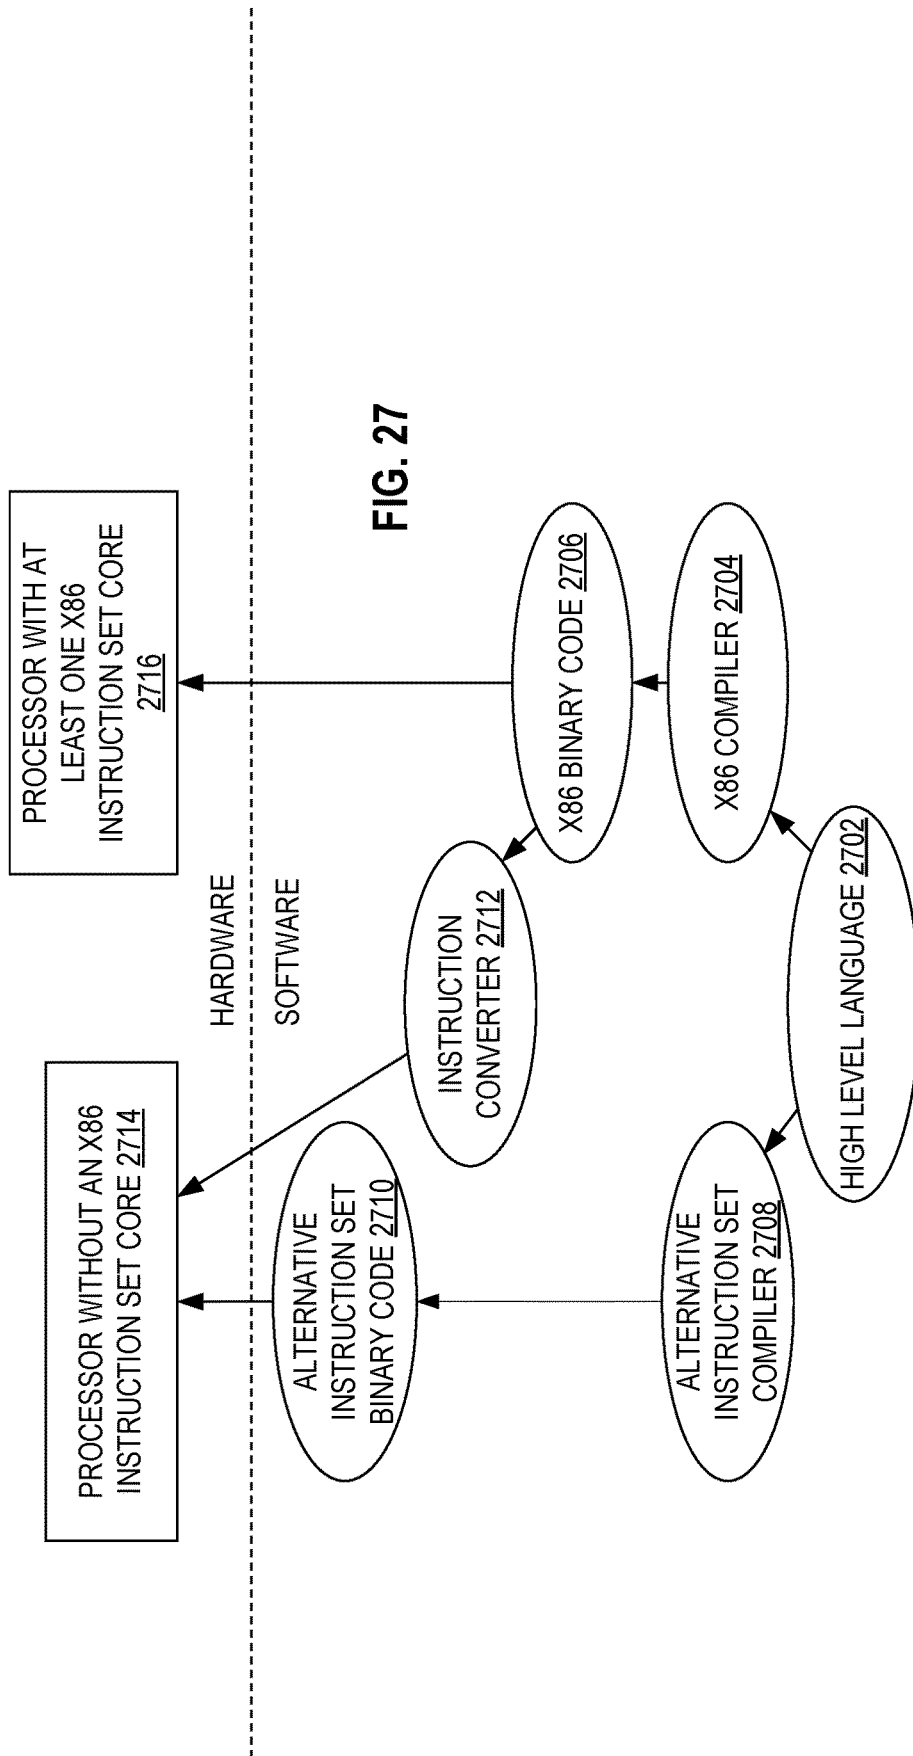 PROCESSOR WITH AT
LEAST ONE X86
INSTRUCTION SET CORE
2716
PROCESSOR WITHOUT AN X86
INSTRUCTION SET CORE 2714
HARDWARE
SOFTWARE
FIG. 27
ALTERNATIVE
INSTRUCTION SET
BINARY CODE 2710
INSTRUCTION
CONVERTER 2712
X86 BINARY CODE 2706
ALTERNATIVE
INSTRUCTION SET
COMPILER 2708
X86 COMPILER 2704
HIGH LEVEL LANGUAGE 2702